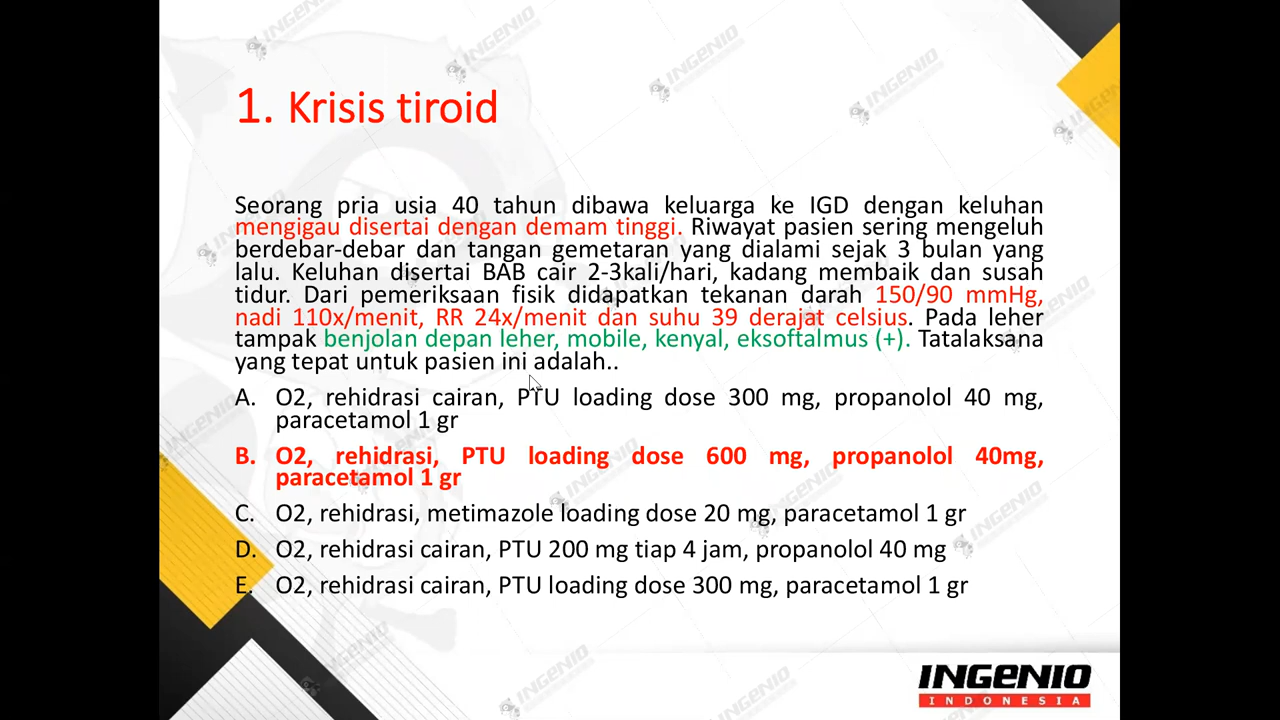 1. Krisis tiroid
Seorang pria usia 40 tahun dibawa keluarga ke IGD dengan keluhan
mengigau disertai dengan demam tinggi. Riwayat pasien sering mengeluh
berdebar-debar dan tangan gemetaran yang dialami sejak 3 bulan yang
lalu. Keluhan disertai BAB cair 2-3kali/hari, kadang membaik dan susah
tidur. Dari pemeriksaan fisik didapatkan tekanan darah 150/90 mmHg,
nadi 110x/menit, RR 24x/menit dan suhu 39 derajat celsius. Pada leher
tampak benjolan depan leher, mobile, kenyal, eksoftalmus (+). Tatalaksana
yang tepat untuk pasien ini adalah..
A. O2, rehidrasi cairan, PTU loading dose 300 mg, propanolol 40 mg,
paracetamol 1 gr
B. O2, rehidrasi, PTU loading dose 600 mg, propanolol 40mg,
paracetamol 1 gr
C. O2, rehidrasi, metimazole loading dose 20 mg, paracetamol 1 gr
D. O2, rehidrasi cairan, PTU 200 mg tiap 4 jam, propanolol 40 mg
E. O2, rehidrasi cairan, PTU loading dose 300 mg, paracetamol 1 gr
INGENIO
INDONESIA